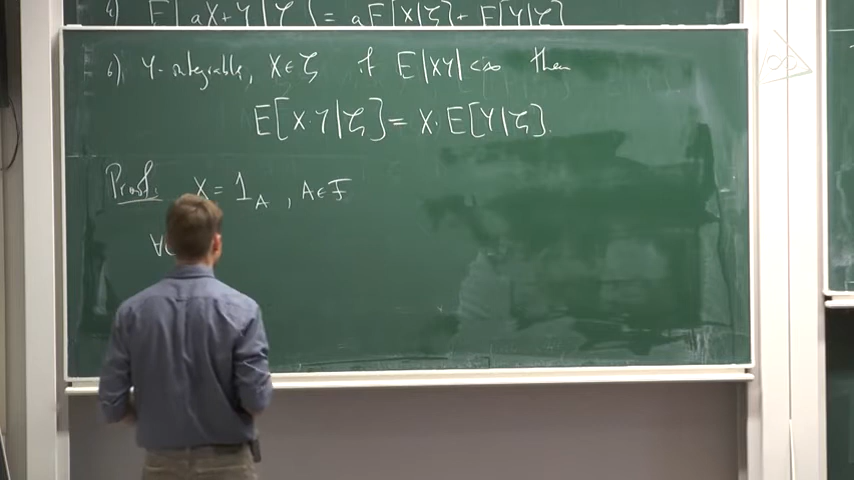 4) E[aX+Y|ζ] = aE[X|ζ] + E[Y|ζ]
6) Y-integrable, X∈ζ if E|XY|<∞ then
E[X·Y|ζ] = X·E[Y|ζ].
Proof: X = 1_A , A∈F
∀